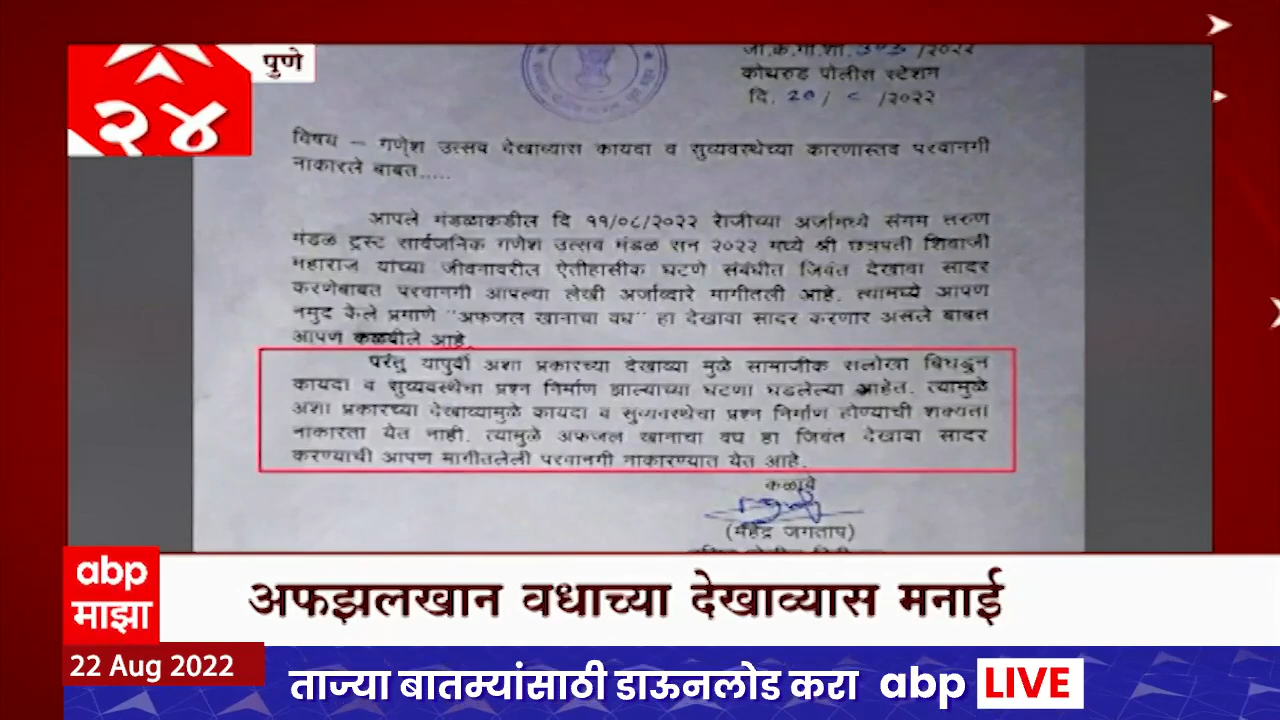 पुणे
२४
जा.क.गो.शा. /२०२२
कोथरुड पोलीस स्टेशन
दि. 20/ ८ /२०२२
विषय – गणेश उत्सव देखाव्यास कायदा व सुव्यवस्थेच्या कारणास्तव परवानगी
नाकारले बाबत.....
आपले मंडळाकडील दि ११/०८/२०२२ रोजीच्या अर्जामध्ये संगम तरुण
मंडळ ट्रस्ट सार्वजनिक गणेश उत्सव मंडळ सन २०२२ मध्ये श्री छत्रपती शिवाजी
महाराज यांच्या जीवनावरील ऐतीहासीक घटणे संबंधीत जिवंत देखावा सादर
करणेबाबत परवानगी आपल्या लेखी अर्जाव्दारे मागीतली आहे. त्यामध्ये आपण
नमुद केले प्रमाणे "अफजल खानाचा वध" हा देखावा सादर करणार असले बाबत
आपण कळवीले आहे.
परंतु यापुर्वी अशा प्रकारच्या देखाव्या मुळे सामाजीक सलोखा बिघडून
कायदा व सुव्यवस्थेचा प्रश्न निर्माण झाल्याच्या घटणा घडलेल्या आहेत. त्यामुळे
अशा प्रकारच्या देखाव्यामुळे कायदा व सुव्यवस्थेचा प्रश्न निर्माण होण्याची शक्यता
नाकारता येत नाही. त्यामुळे अफजल खानाचा वध हा जिवंत देखावा सादर
करण्याची आपण मागीतलेली परवानगी नाकारण्यात येत आहे.
कळावे
(महेंद्र जगताप)
abp
माझा
अफझलखान वधाच्या देखाव्यास मनाई
22 Aug 2022
ताज्या बातम्यांसाठी डाऊनलोड करा abp LIVE